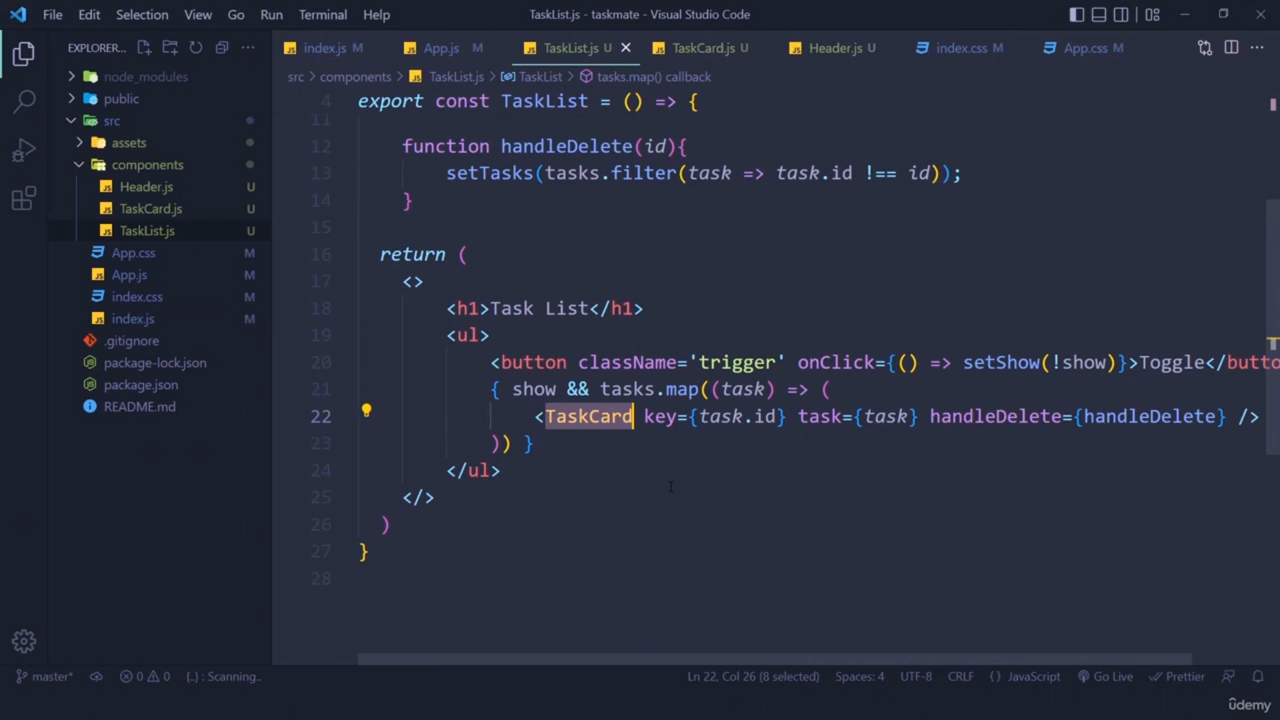 File Edit Selection View Go Run Terminal Help TaskList.js - taskmate - Visual Studio Code
EXPLORER... index.js M App.js M TaskList.js U TaskCard.js U Header.js U index.css M App.css M
src > components > TaskList.js > TaskList > tasks.map() callback
node_modules
public
src
assets
components
Header.js U
TaskCard.js U
TaskList.js U
App.css M
App.js M
index.css M
index.js M
.gitignore
package-lock.json
package.json
README.md
4 export const TaskList = () => {
11
12 function handleDelete(id){
13 setTasks(tasks.filter(task => task.id !== id));
14 }
15
16 return (
17 <>
18 <h1>Task List</h1>
19 <ul>
20 <button className='trigger' onClick={() => setShow(!show)}>Toggle</button
21 { show && tasks.map((task) => (
22 <TaskCard key={task.id} task={task} handleDelete={handleDelete} />
23 )) }
24 </ul>
25 </>
26 )
27 }
28
master* 0 0 {..} : Scanning.. Ln 22, Col 26 (8 selected) Spaces: 4 UTF-8 CRLF {} JavaScript Go Live Prettier
udemy